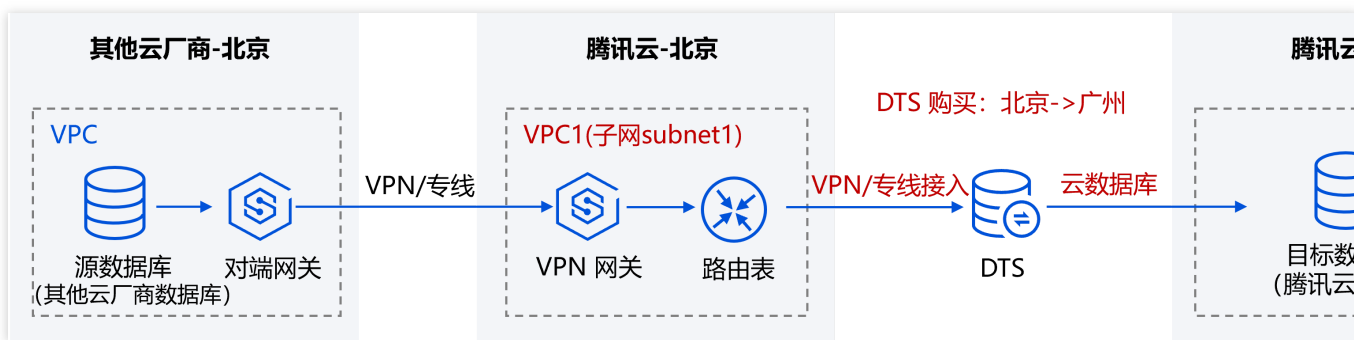 其他云厂商-北京
腾讯云-北京
腾讯云
DTS 购买：北京->广州
VPC
VPC1(子网subnet1)
VPN/专线
VPN/专线接入
云数据库
源数据库
(其他云厂商数据库)
对端网关
VPN 网关
路由表
DTS
目标数
(腾讯云